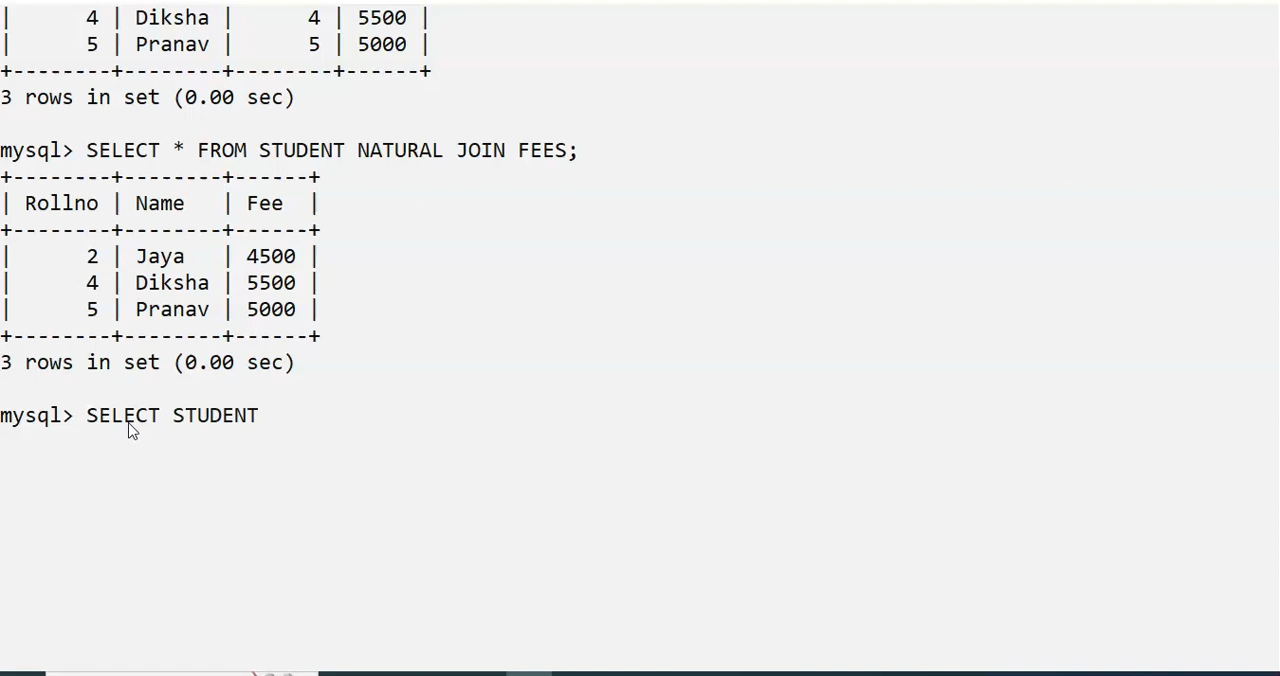 |      4 | Diksha |      4 | 5500 |
|      5 | Pranav |      5 | 5000 |
+--------+--------+--------+------+
3 rows in set (0.00 sec)
mysql> SELECT * FROM STUDENT NATURAL JOIN FEES;
+--------+--------+------+
| Rollno | Name   | Fee  |
+--------+--------+------+
|      2 | Jaya   | 4500 |
|      4 | Diksha | 5500 |
|      5 | Pranav | 5000 |
+--------+--------+------+
3 rows in set (0.00 sec)
mysql> SELECT STUDENT